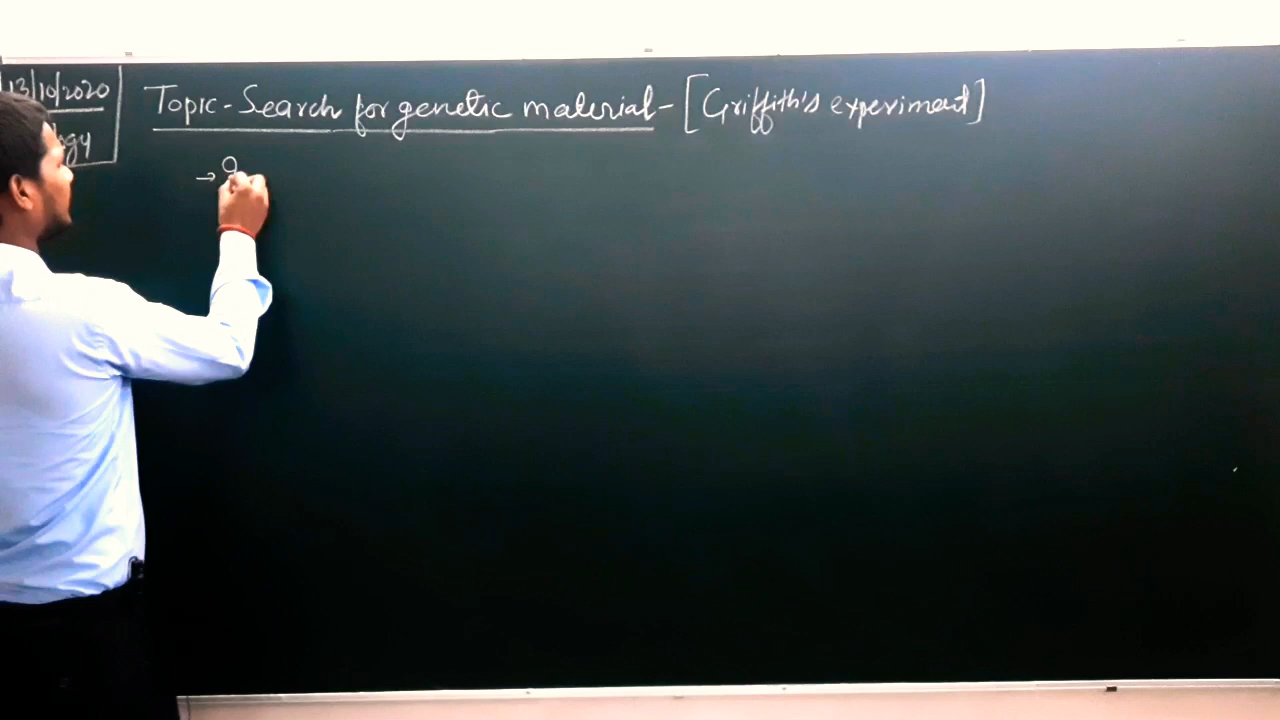 13/10/2020
Topic - Search for genetic material - [Griffith's experiment]
→